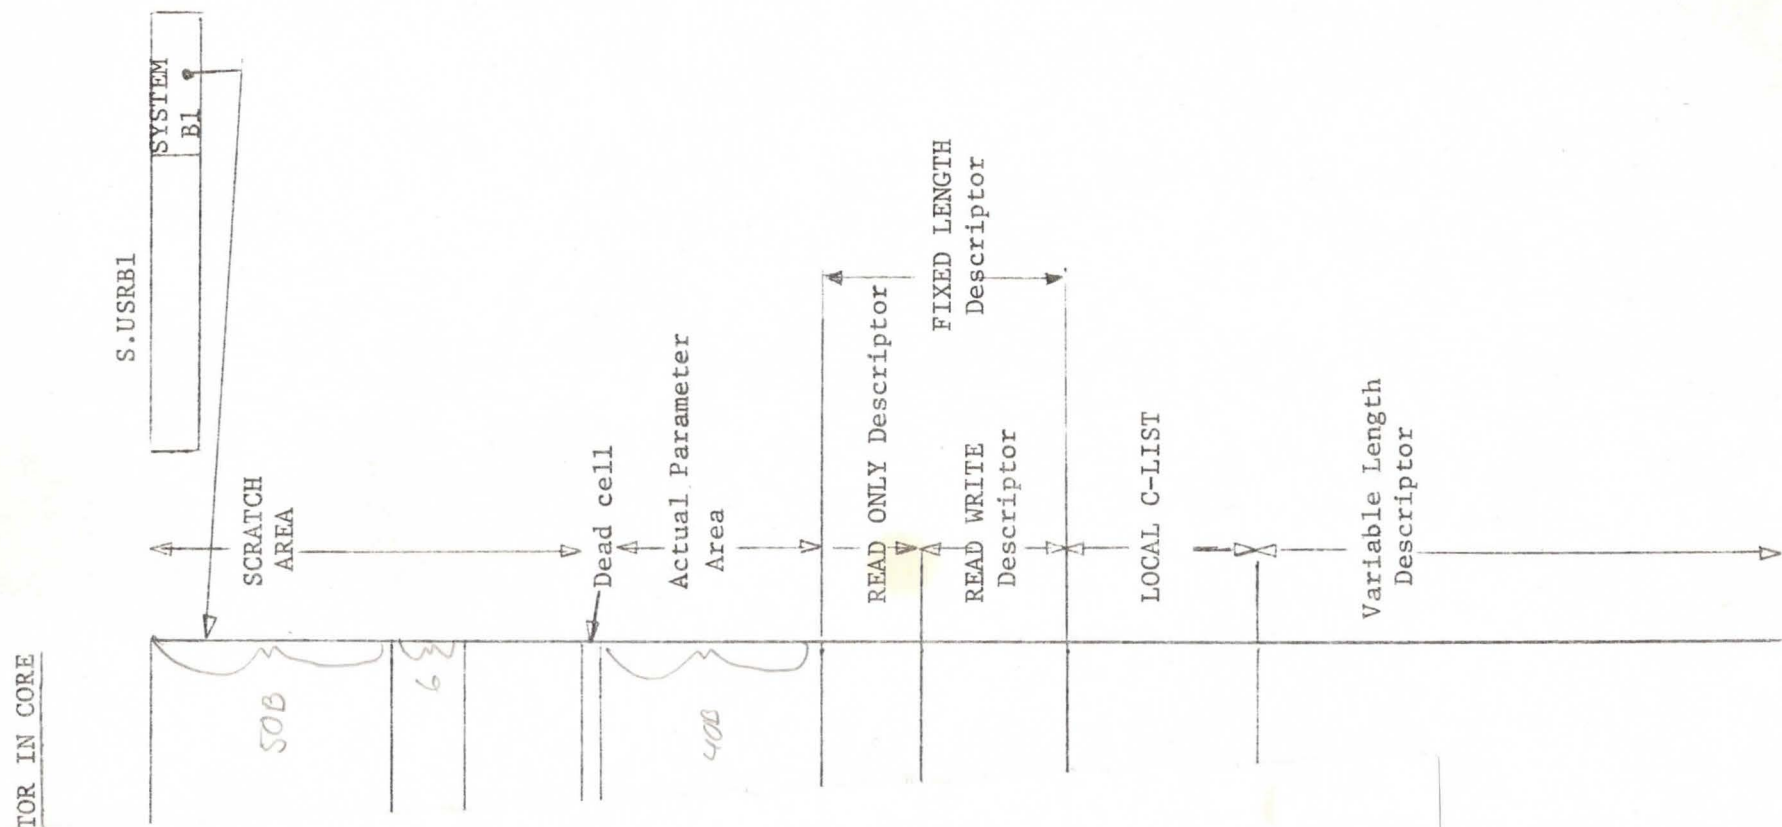 TOR IN CORE
S.USRB1
SYSTEM
B1
SCRATCH
AREA
Dead cell
Actual Parameter
Area
READ ONLY Descriptor
READ WRITE
Descriptor
FIXED LENGTH
Descriptor
LOCAL C-LIST
Variable Length
Descriptor
50B
6
40B